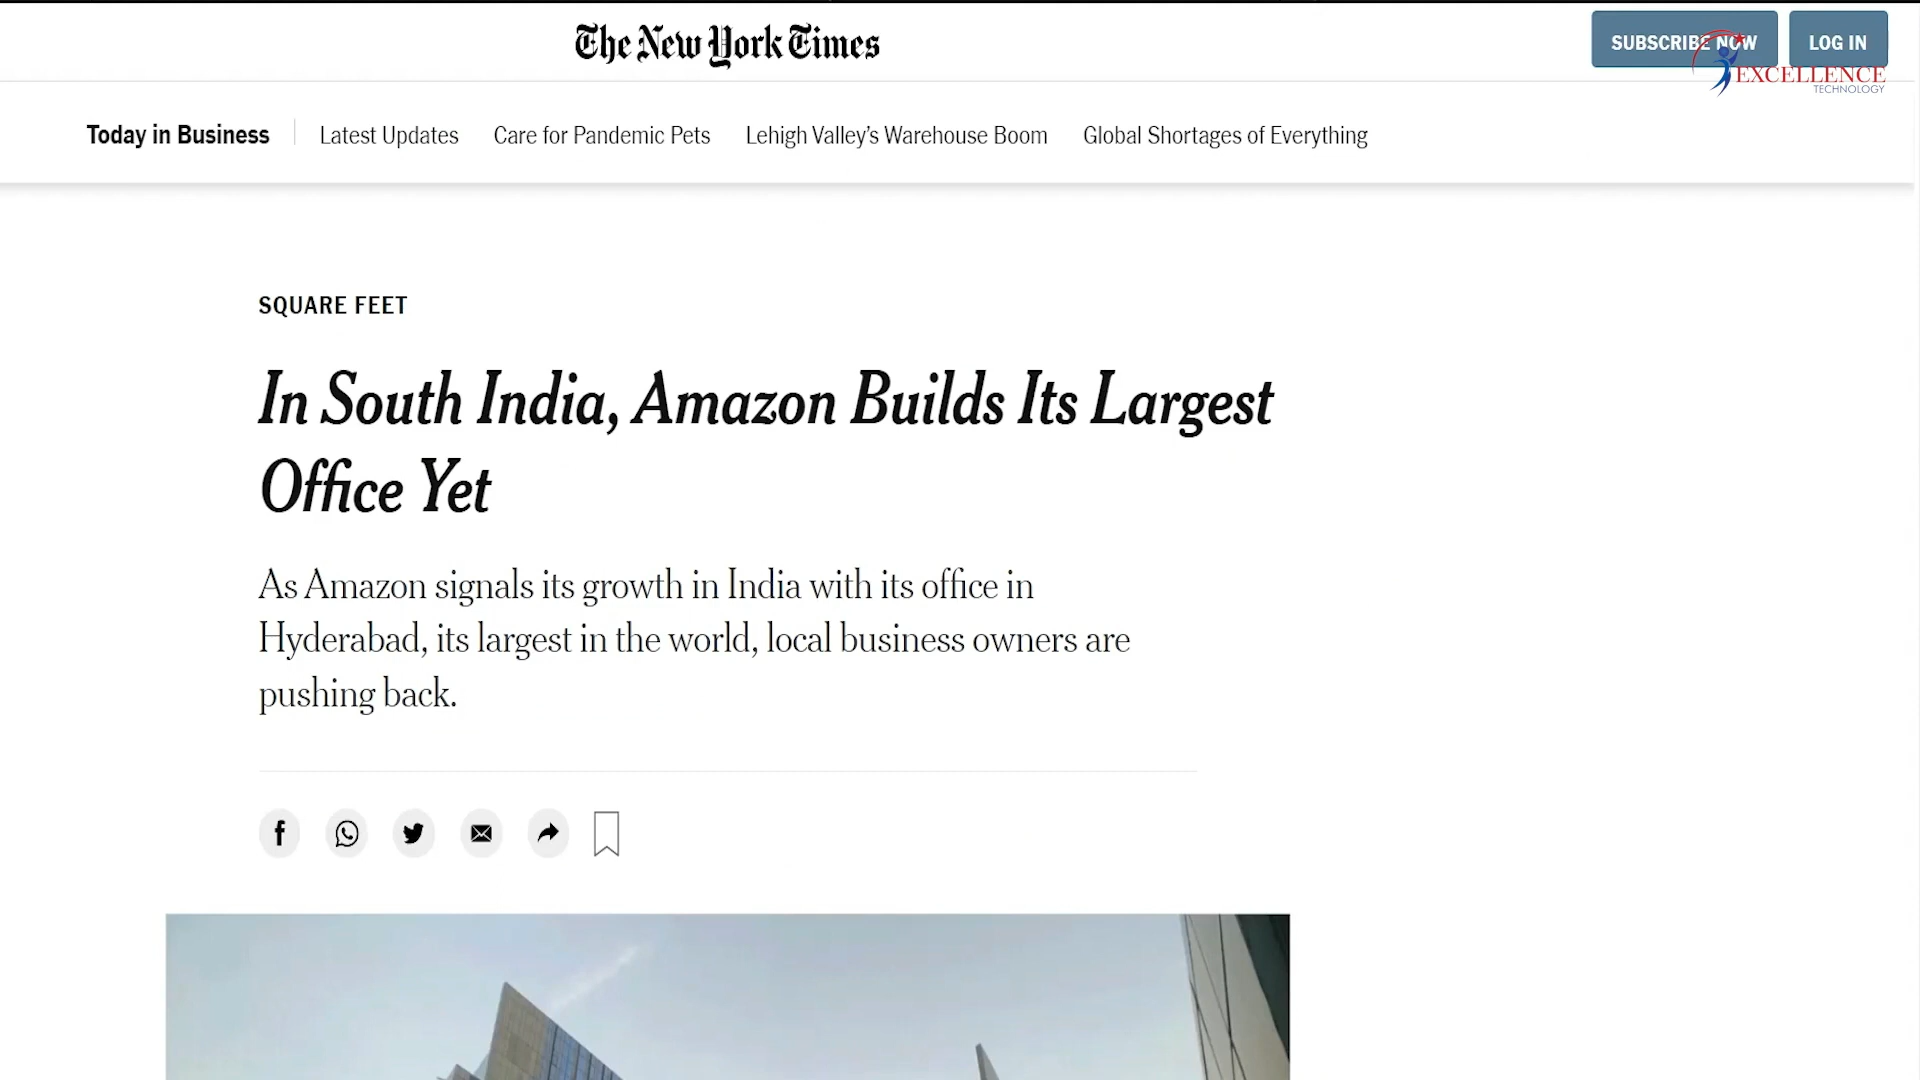 The New York Times
SUBSCRIBE NOW
LOG IN
EXCELLENCE
TECHNOLOGY
Today in Business
Latest Updates
Care for Pandemic Pets
Lehigh Valley’s Warehouse Boom
Global Shortages of Everything
SQUARE FEET
In South India, Amazon Builds Its Largest
Office Yet
As Amazon signals its growth in India with its office in
Hyderabad, its largest in the world, local business owners are
pushing back.